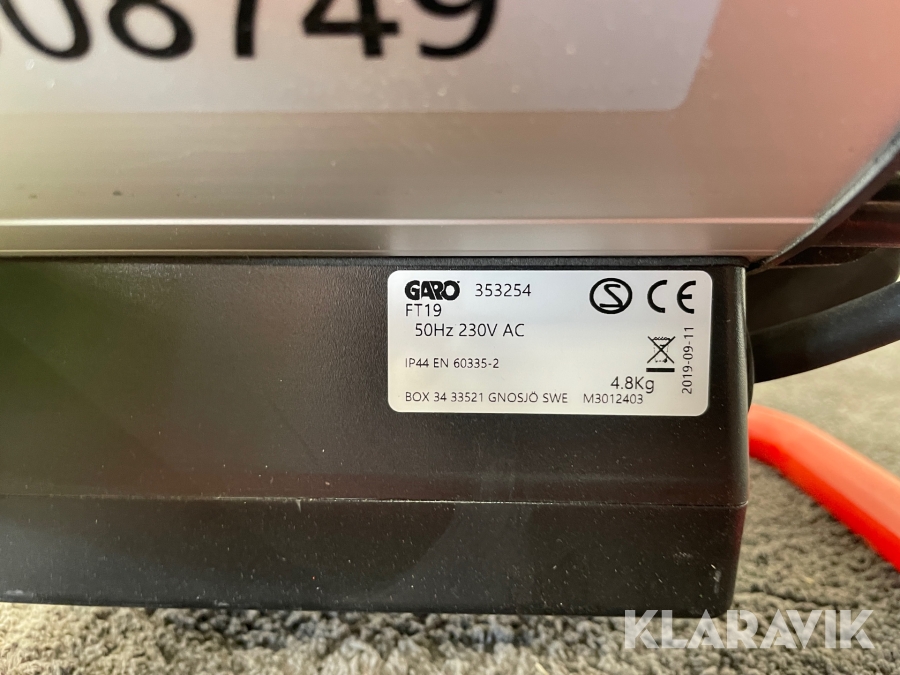 08749
GARO 353254
FT19
50Hz 230V AC
IP44 EN 60335-2
4.8Kg
2019-09-11
BOX 34 33521 GNOSJÖ SWE M3012403
KLARAVIK